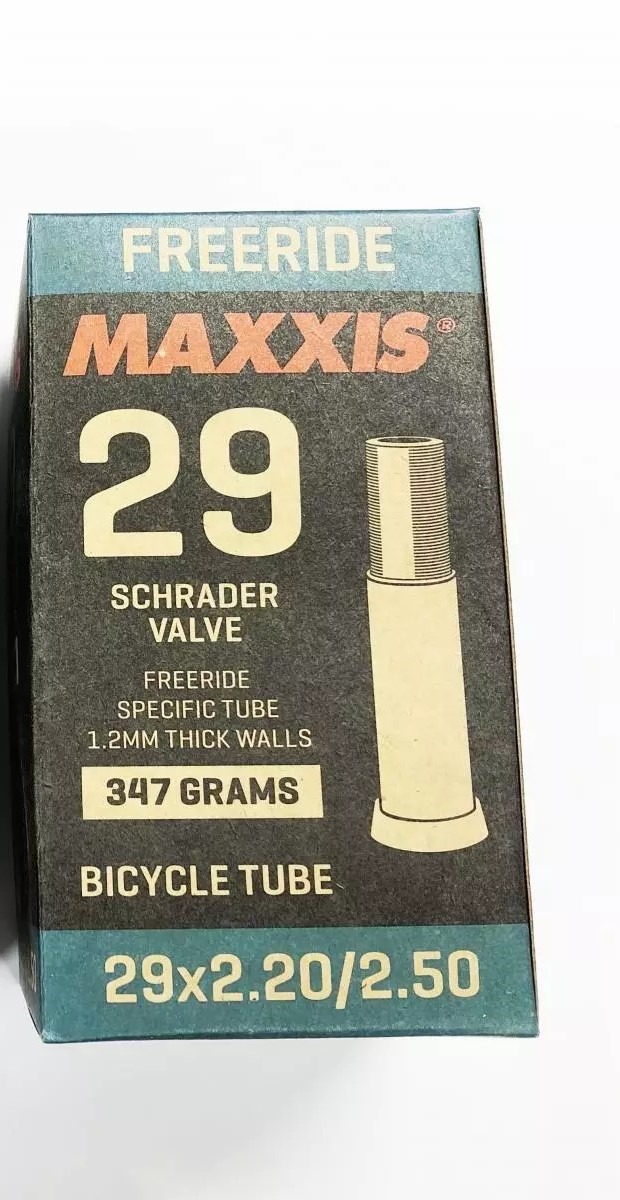 FREERIDE
MAXXIS®
29
SCHRADER
VALVE
FREERIDE
SPECIFIC TUBE
1.2MM THICK WALLS
347 GRAMS
BICYCLE TUBE
29x2.20/2.50